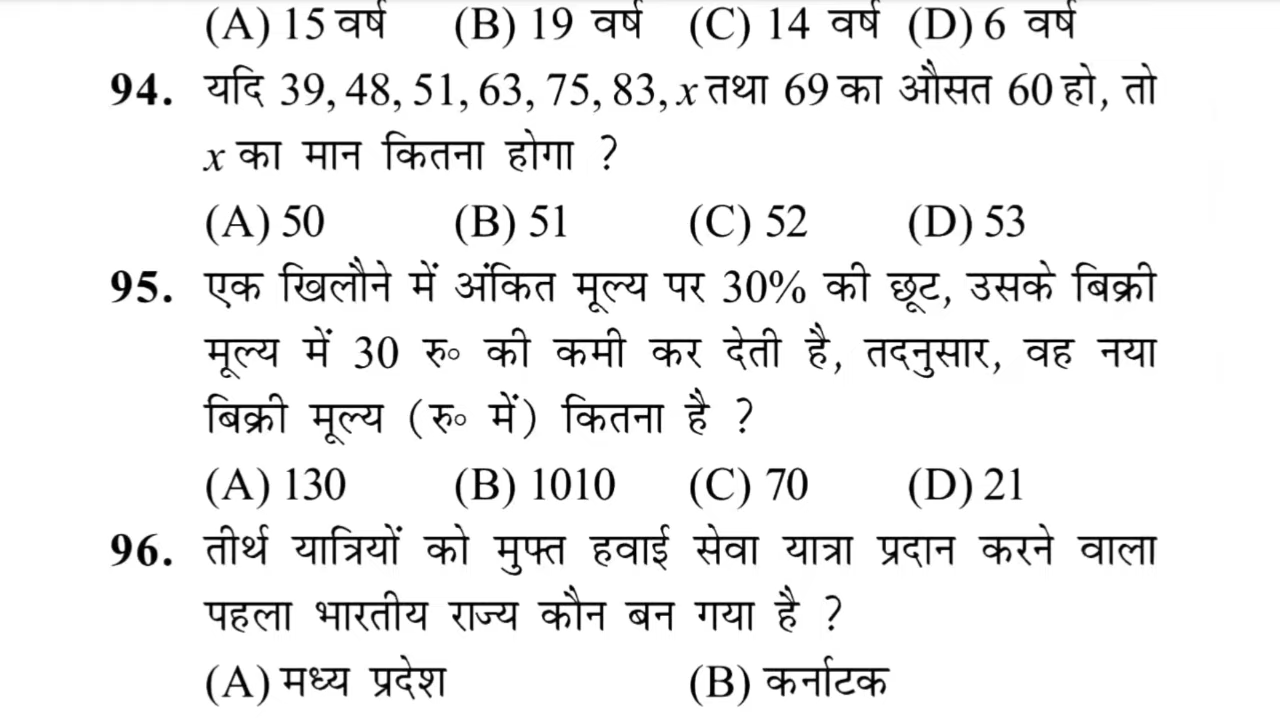 (A) 15 वर्ष (B) 19 वर्ष (C) 14 वर्ष (D) 6 वर्ष
94. यदि 39, 48, 51, 63, 75, 83, x तथा 69 का औसत 60 हो, तो
x का मान कितना होगा ?
(A) 50 (B) 51 (C) 52 (D) 53
95. एक खिलौने में अंकित मूल्य पर 30% की छूट, उसके बिक्री
मूल्य में 30 रु॰ की कमी कर देती है, तदनुसार, वह नया
बिक्री मूल्य (रु॰ में) कितना है ?
(A) 130 (B) 1010 (C) 70 (D) 21
96. तीर्थ यात्रियों को मुफ्त हवाई सेवा यात्रा प्रदान करने वाला
पहला भारतीय राज्य कौन बन गया है ?
(A) मध्य प्रदेश (B) कर्नाटक